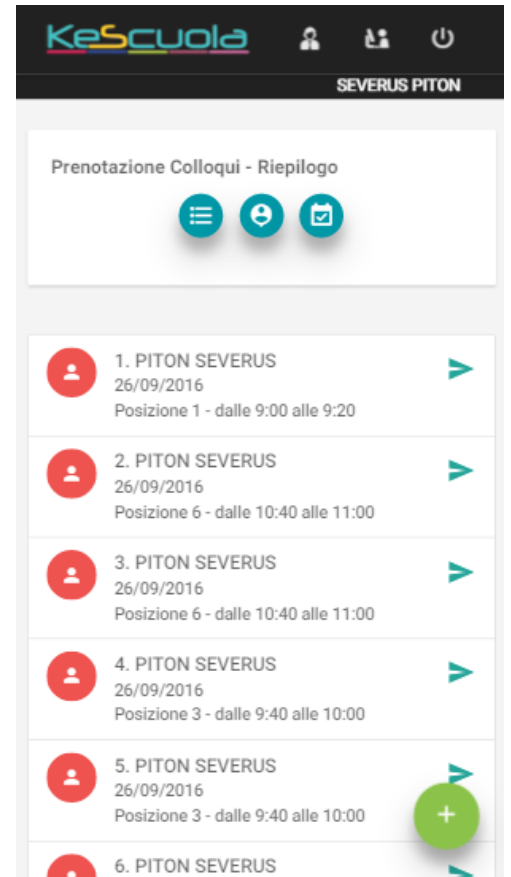 KeScuola
SEVERUS PITON
Prenotazione Colloqui - Riepilogo
1. PITON SEVERUS
26/09/2016
Posizione 1 - dalle 9:00 alle 9:20
2. PITON SEVERUS
26/09/2016
Posizione 6 - dalle 10:40 alle 11:00
3. PITON SEVERUS
26/09/2016
Posizione 6 - dalle 10:40 alle 11:00
4. PITON SEVERUS
26/09/2016
Posizione 3 - dalle 9:40 alle 10:00
5. PITON SEVERUS
26/09/2016
Posizione 3 - dalle 9:40 alle 10:00
6. PITON SEVERUS